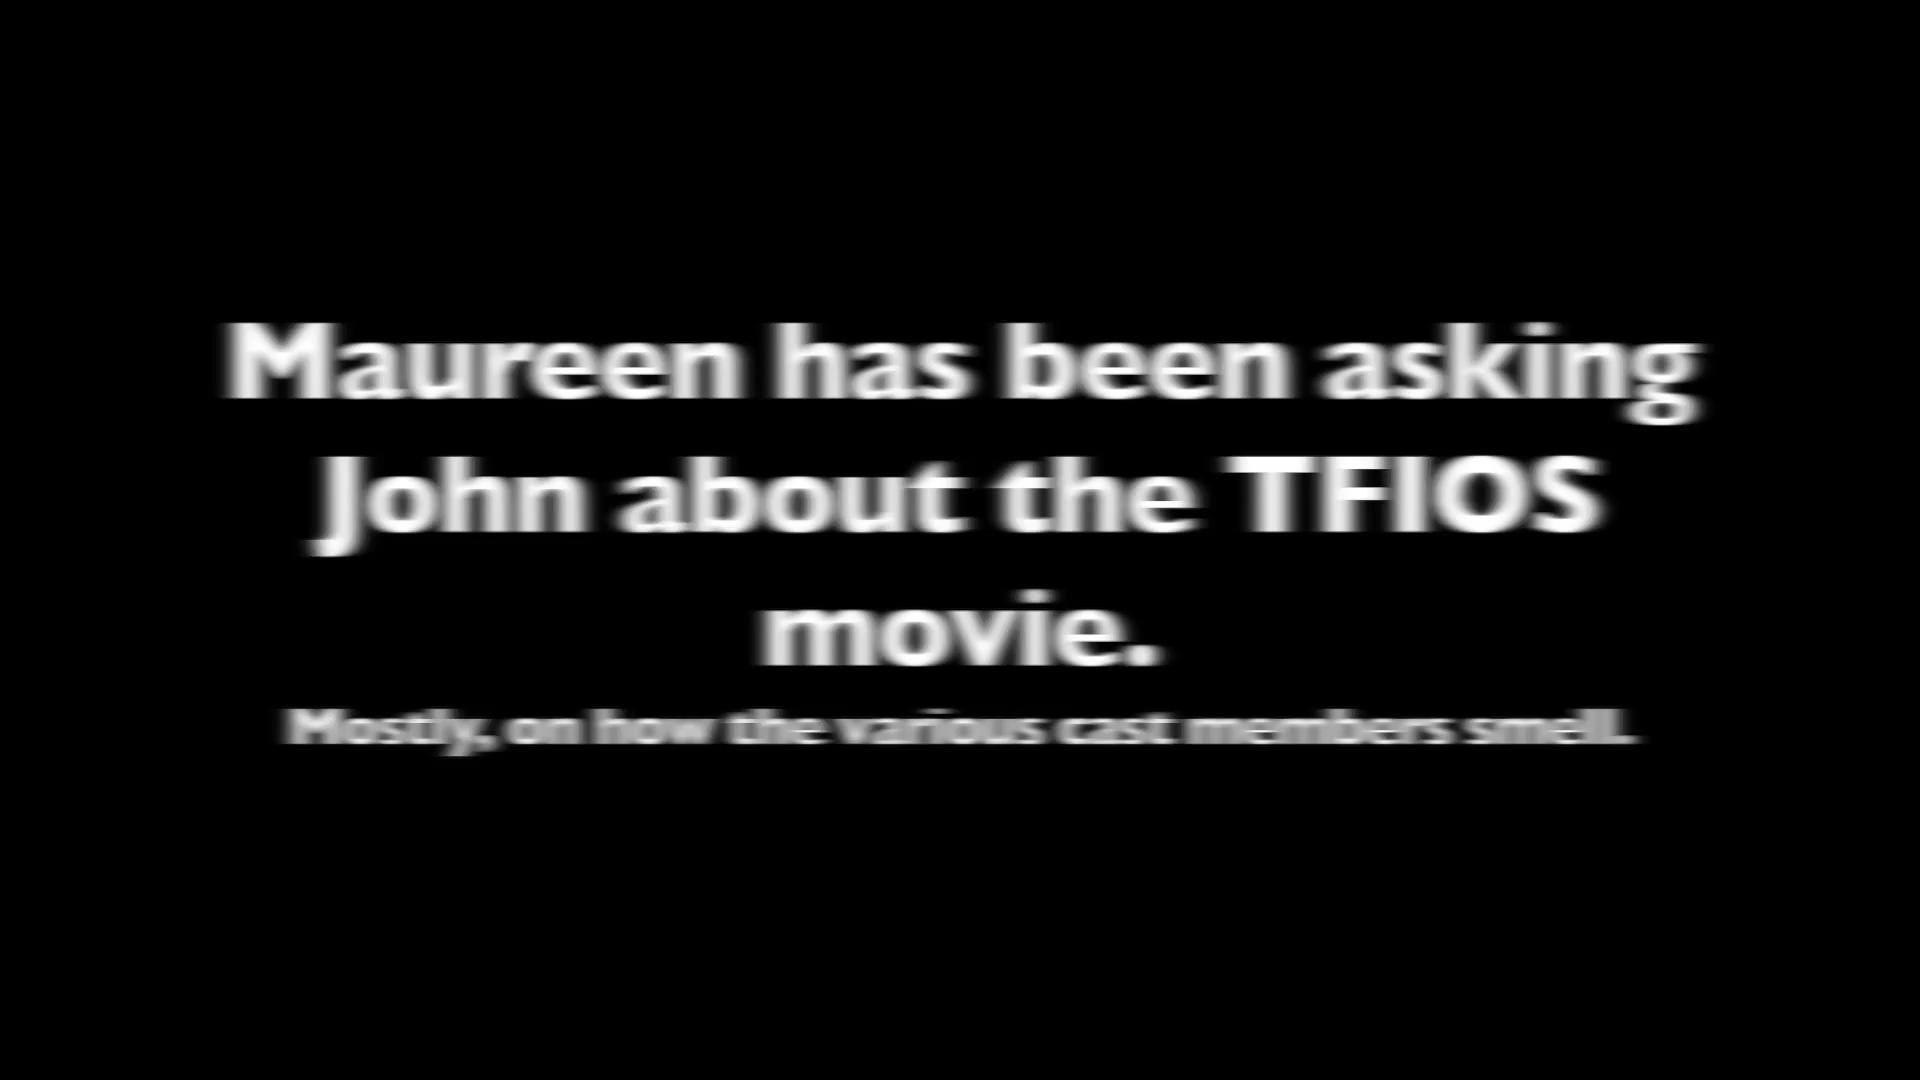 Maureen has been asking
John about the TFIOS
movie.
Mostly, on how the various cast members smell.